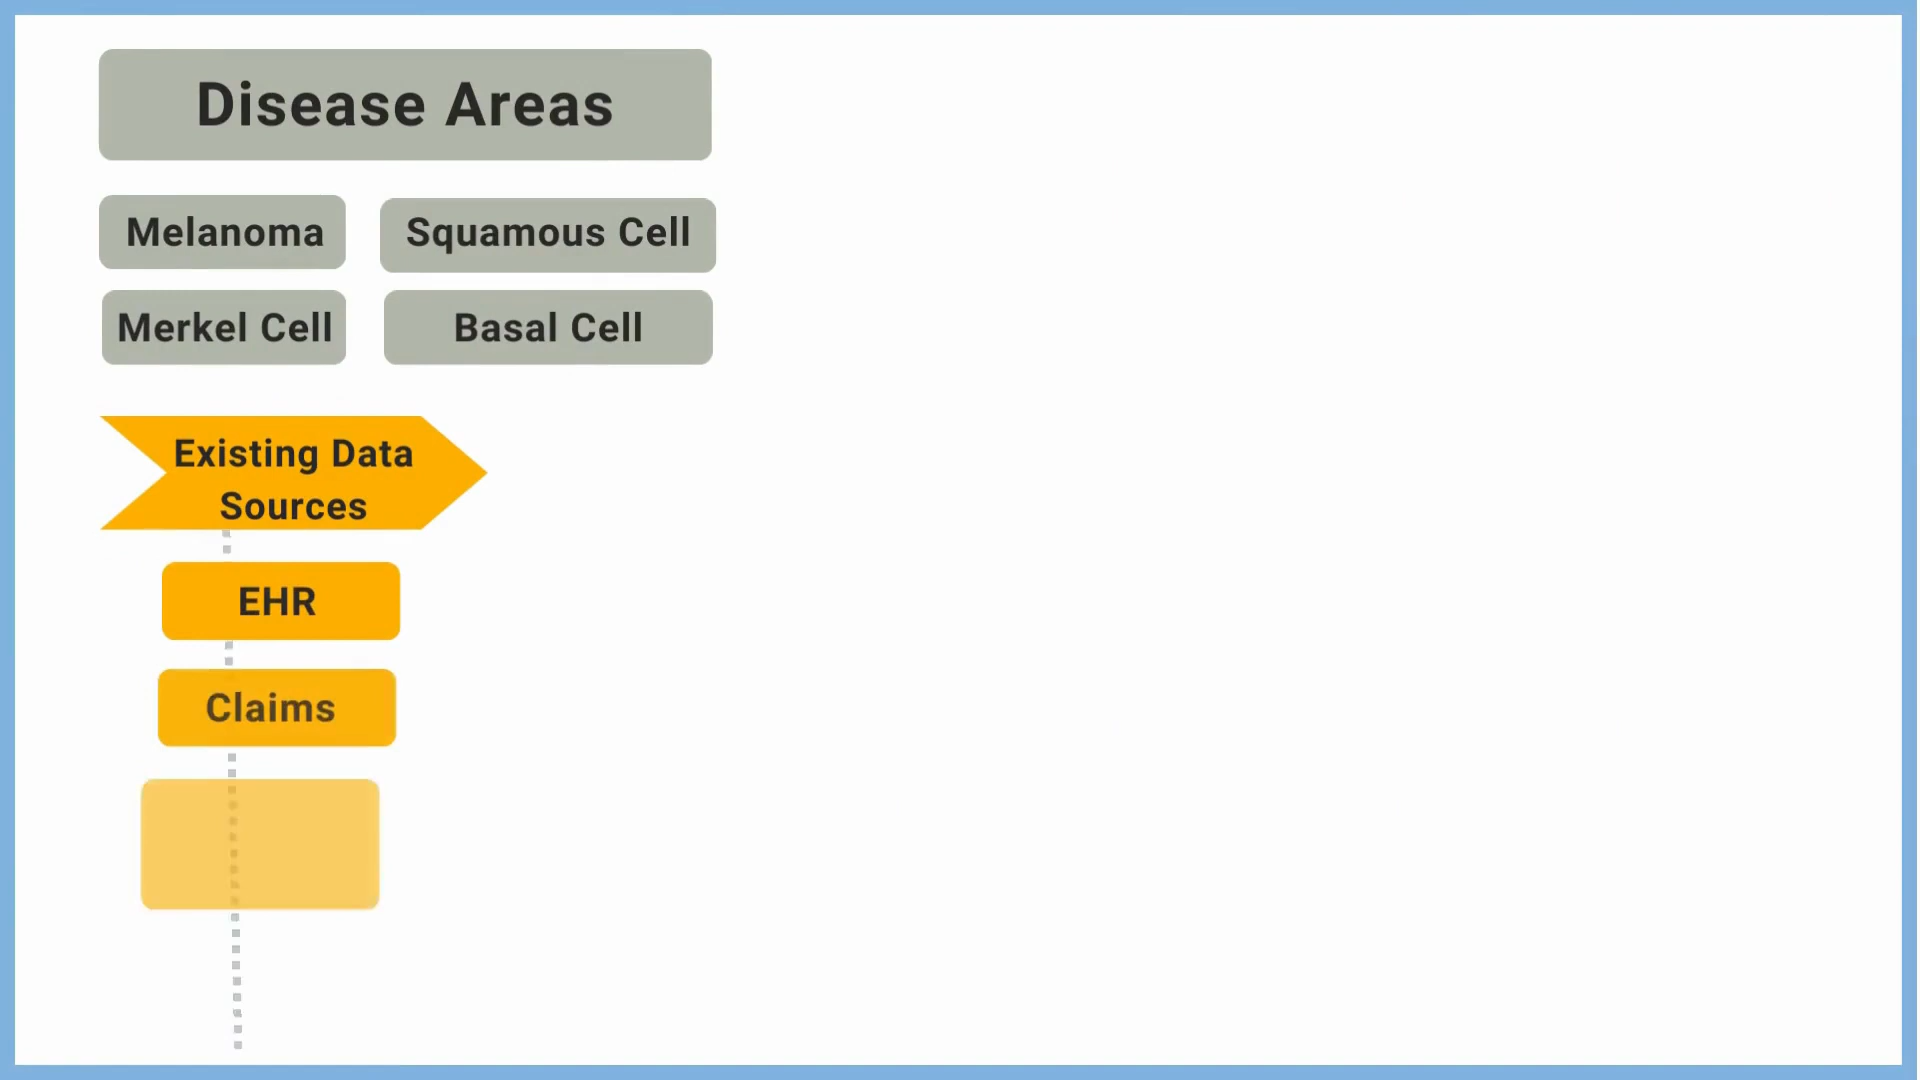 Disease Areas
Melanoma
Squamous Cell
Merkel Cell
Basal Cell
Existing Data
Sources
EHR
Claims